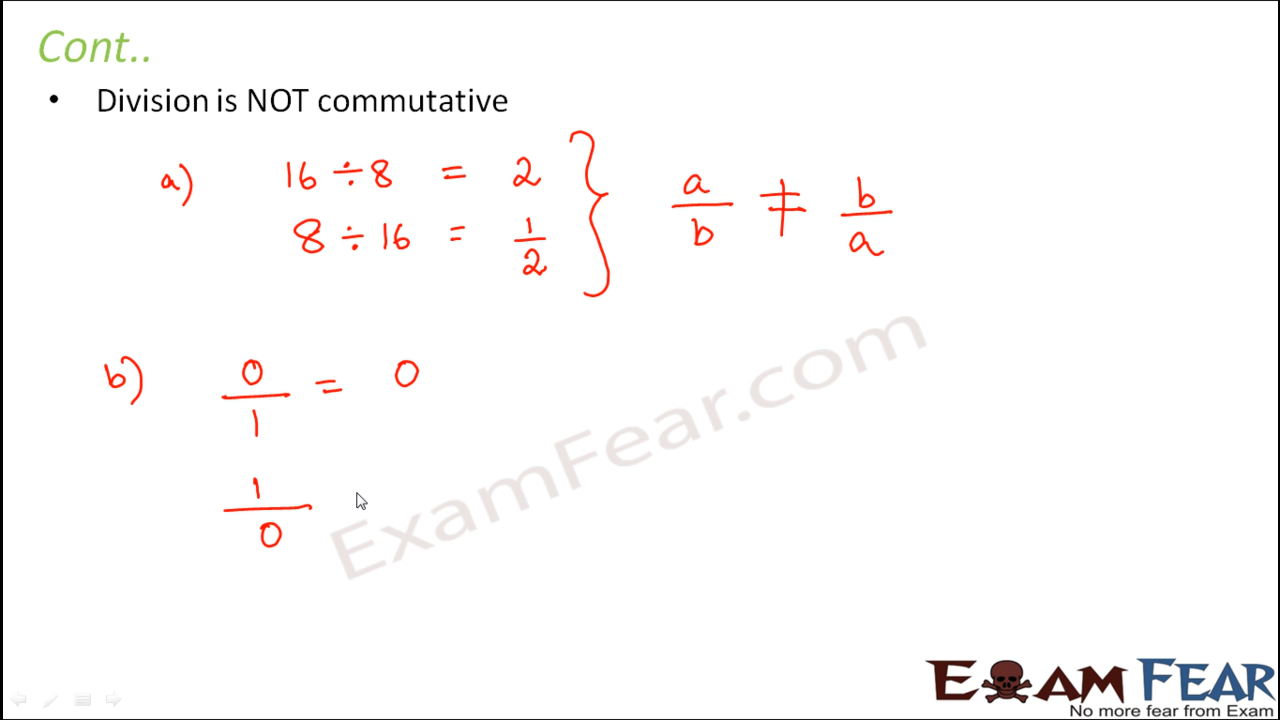 Cont..
• Division is NOT commutative
a) 16 ÷ 8 = 2
8 ÷ 16 = 1/2
a/b ≠ b/a
b) 0/1 = 0
1/0
ExamFear.com
EXAM FEAR
No more fear from Exam